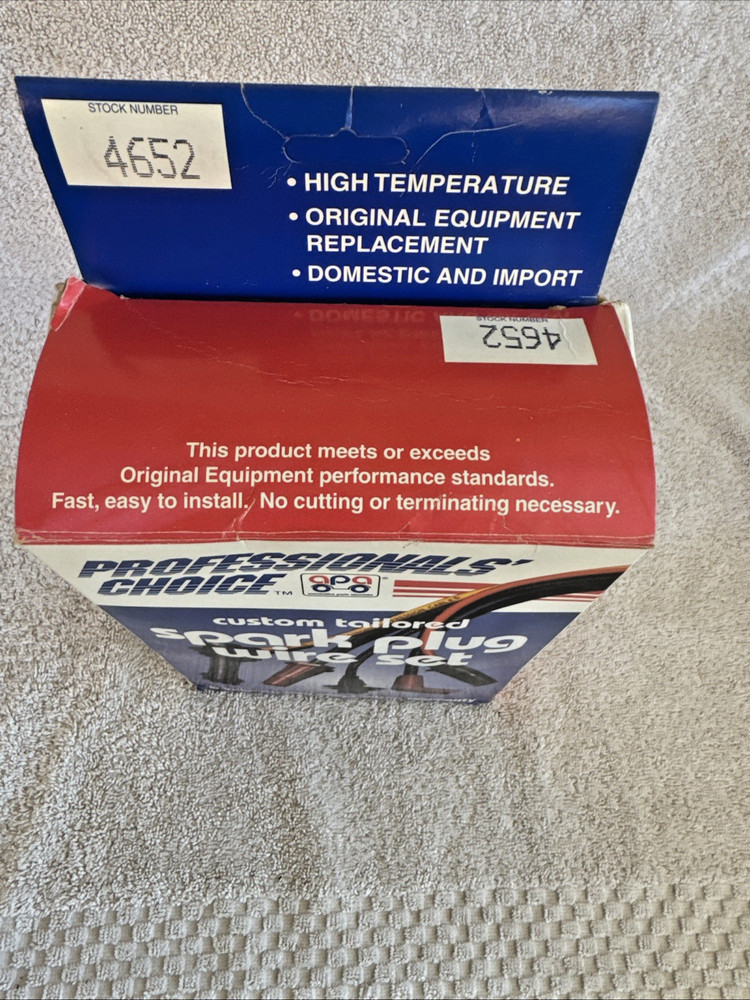 STOCK NUMBER
4652
• HIGH TEMPERATURE
• ORIGINAL EQUIPMENT
REPLACEMENT
• DOMESTIC AND IMPORT
STOCK NUMBER
4652
This product meets or exceeds
Original Equipment performance standards.
Fast, easy to install. No cutting or terminating necessary.
PROFESSIONALS'
CHOICE™ apa®
custom tailored
spark plug
wire set